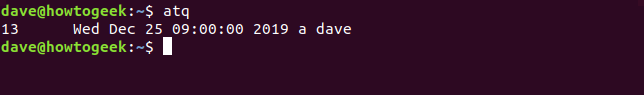 dave@howtogeek:~$ atq
13      Wed Dec 25 09:00:00 2019 a dave
dave@howtogeek:~$